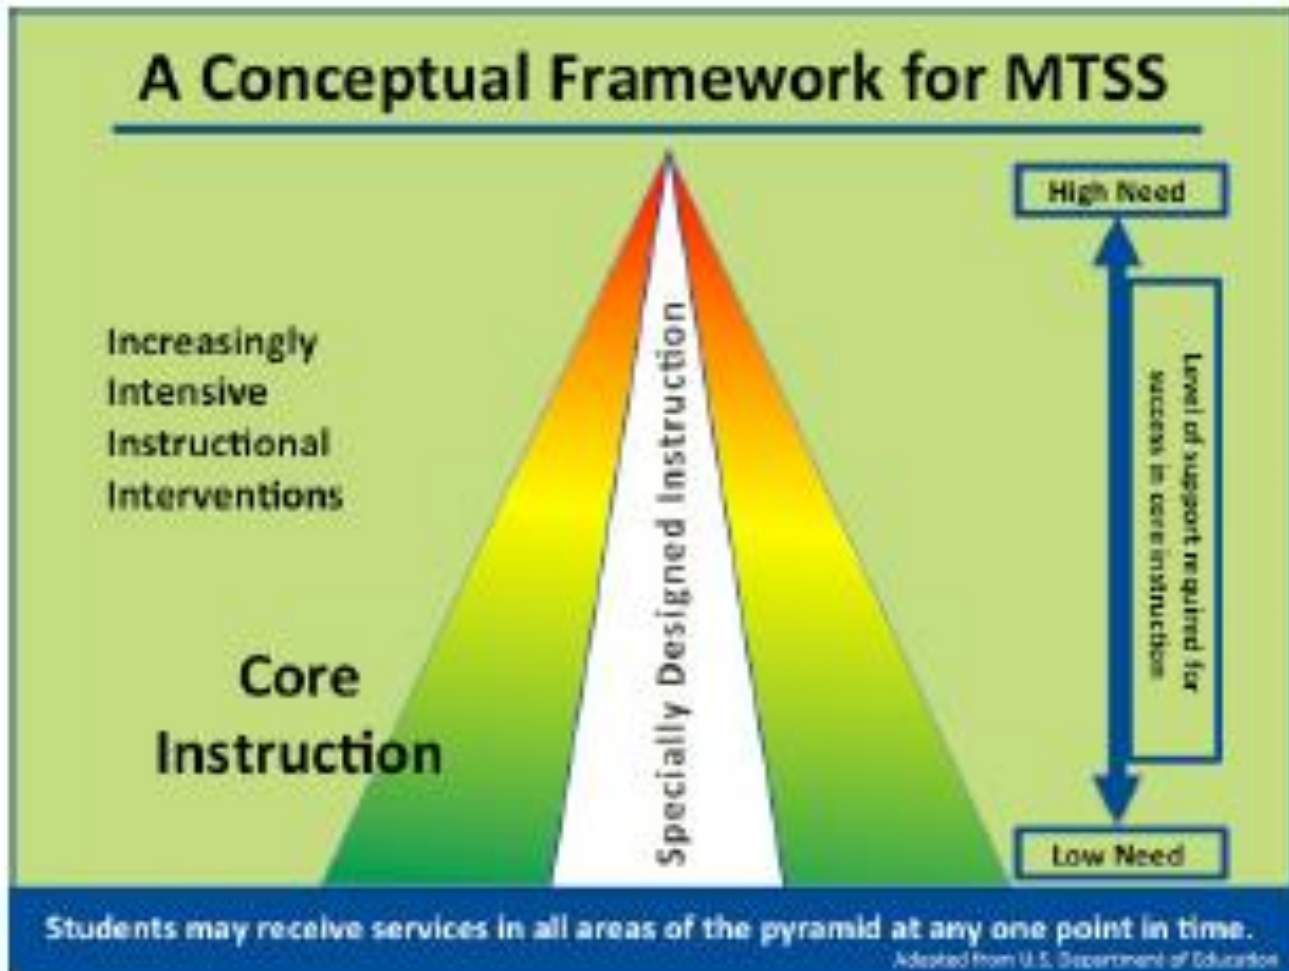 A Conceptual Framework for MTSS
High Need
Increasingly
Intensive
Instructional
Interventions
Specially Designed Instruction
Level of support required for
success in core instruction
Core
Instruction
Low Need
Students may receive services in all areas of the pyramid at any one point in time.
Adapted from U.S. Department of Education